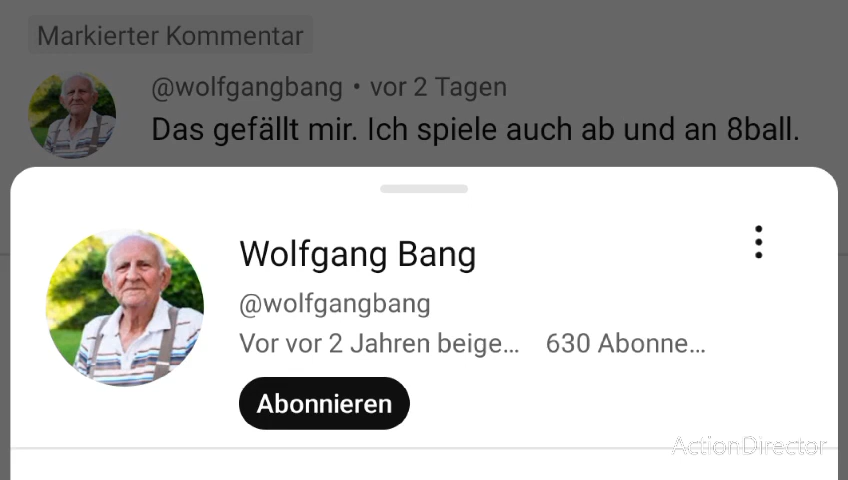 Markierter Kommentar
@wolfgangbang • vor 2 Tagen
Das gefällt mir. Ich spiele auch ab und an 8ball.
Wolfgang Bang
@wolfgangbang
Vor vor 2 Jahren beige… 630 Abonne…
Abonnieren
ActionDirector